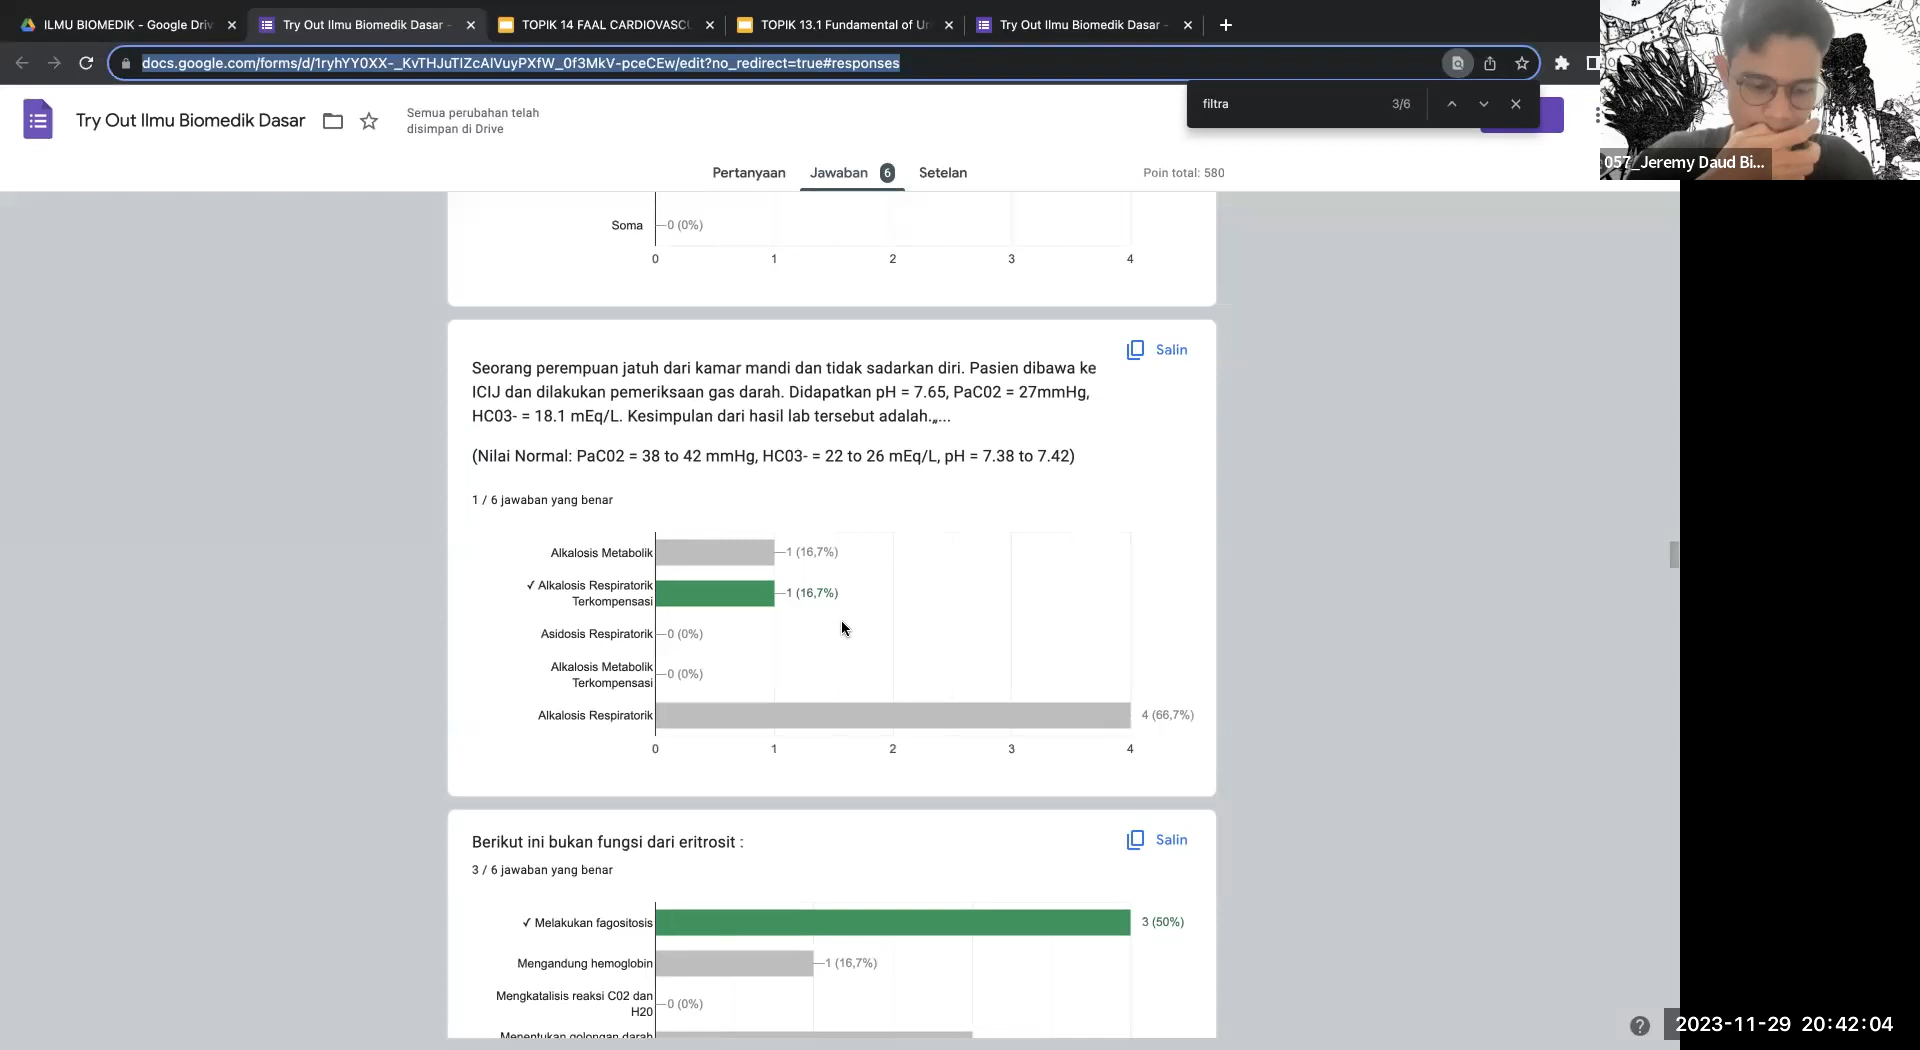 ILMU BIOMEDIK - Google Driv
Try Out Ilmu Biomedik Dasar -
TOPIK 14 FAAL CARDIOVASCU
TOPIK 13.1 Fundamental of Uri
Try Out Ilmu Biomedik Dasar -
docs.google.com/forms/d/1ryhYY0XX-_KvTHJuTIZcAIVuyPXfW_0f3MkV-pceCEw/edit?no_redirect=true#responses
filtra
3/6
Try Out Ilmu Biomedik Dasar
Semua perubahan telah
disimpan di Drive
057_Jeremy Daud Bi...
Pertanyaan
Jawaban 6
Setelan
Poin total: 580
Soma
0 (0%)
0 1 2 3 4
Salin
Seorang perempuan jatuh dari kamar mandi dan tidak sadarkan diri. Pasien dibawa ke
ICIJ dan dilakukan pemeriksaan gas darah. Didapatkan pH = 7.65, PaC02 = 27mmHg,
HC03- = 18.1 mEq/L. Kesimpulan dari hasil lab tersebut adalah.„...
(Nilai Normal: PaC02 = 38 to 42 mmHg, HC03- = 22 to 26 mEq/L, pH = 7.38 to 7.42)
1 / 6 jawaban yang benar
Alkalosis Metabolik
1 (16,7%)
✓ Alkalosis Respiratorik
Terkompensasi
1 (16,7%)
Asidosis Respiratorik
0 (0%)
Alkalosis Metabolik
Terkompensasi
0 (0%)
Alkalosis Respiratorik
4 (66,7%)
0 1 2 3 4
Berikut ini bukan fungsi dari eritrosit :
Salin
3 / 6 jawaban yang benar
✓ Melakukan fagositosis
3 (50%)
Mengandung hemoglobin
1 (16,7%)
Mengkatalisis reaksi C02 dan
H20
0 (0%)
Menentukan golongan darah
2023-11-29 20:42:04